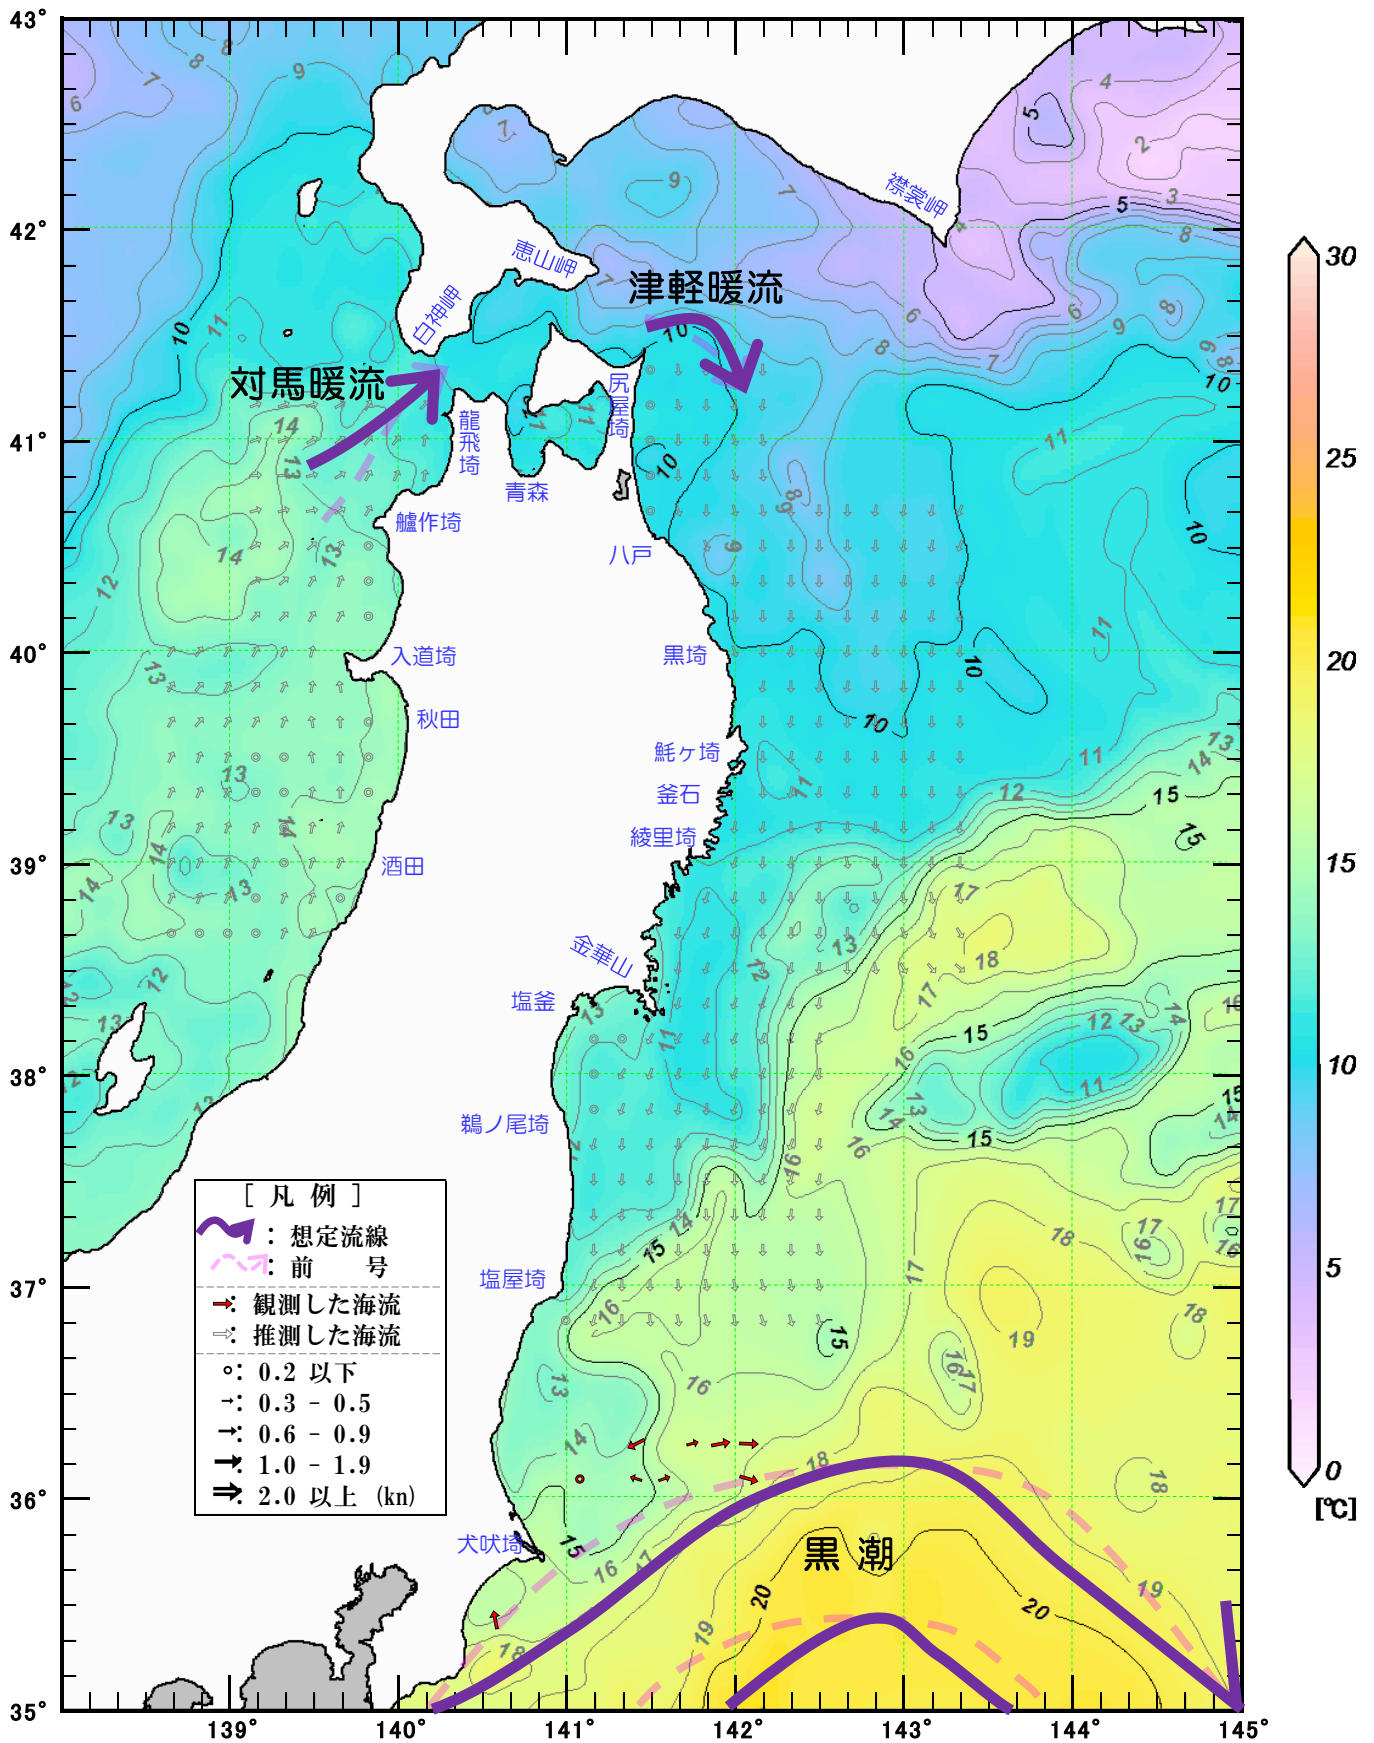 43°
42°
41°
40°
39°
38°
37°
36°
35°
139°
140°
141°
142°
143°
144°
145°
襟裳岬
恵山岬
白神岬
津軽暖流
対馬暖流
尻屋埼
龍飛埼
青森
艫作埼
八戸
入道埼
黒埼
秋田
魹ヶ埼
釜石
綾里埼
酒田
金華山
塩釜
鵜ノ尾埼
塩屋埼
犬吠埼
黒潮
[ 凡 例 ]
: 想定流線
: 前 号
: 観測した海流
: 推測した海流
: 0.2 以下
: 0.3 - 0.5
: 0.6 - 0.9
: 1.0 - 1.9
: 2.0 以上 (kn)
30
25
20
15
10
5
0
[℃]